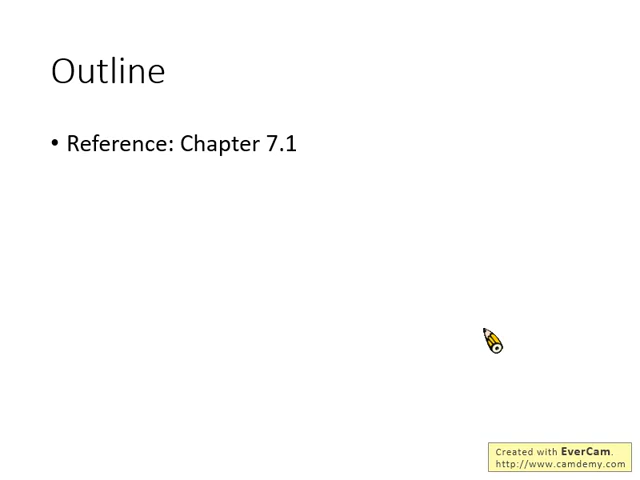 Outline
• Reference: Chapter 7.1
Created with EverCam.
http://www.camdemy.com